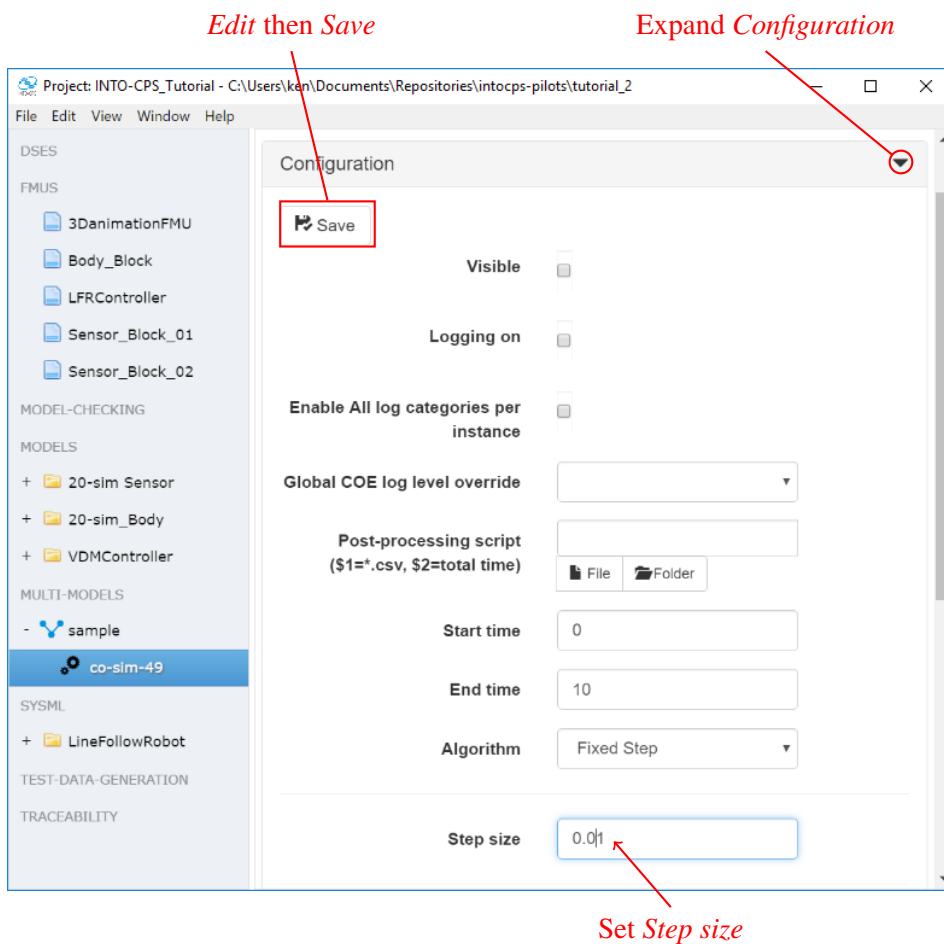 Edit then Save
Expand Configuration
Project: INTO-CPS_Tutorial - C:\Users\ken\Documents\Repositories\intocps-pilots\tutorial_2
File Edit View Window Help
DSES
FMUS
3DanimationFMU
Body_Block
LFRController
Sensor_Block_01
Sensor_Block_02
MODEL-CHECKING
MODELS
+ 20-sim Sensor
+ 20-sim_Body
+ VDMController
MULTI-MODELS
- sample
co-sim-49
SYSML
+ LineFollowRobot
TEST-DATA-GENERATION
TRACEABILITY
Configuration
Save
Visible
Logging on
Enable All log categories per
instance
Global COE log level override
Post-processing script
($1=*.csv, $2=total time)
File Folder
Start time 0
End time 10
Algorithm Fixed Step
Step size 0.01
Set Step size